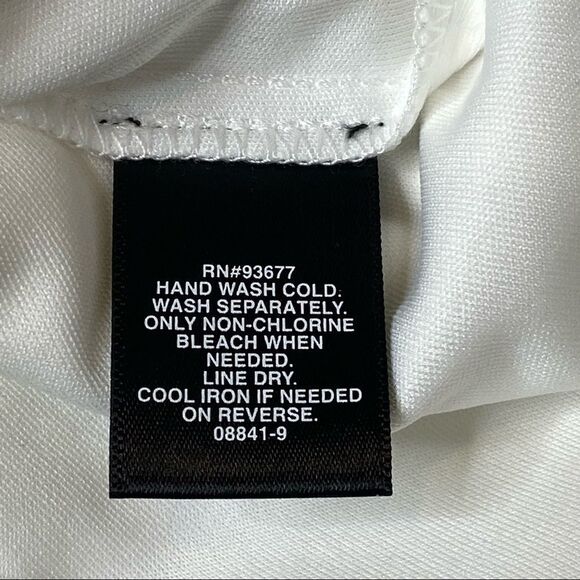 RN#93677
HAND WASH COLD.
WASH SEPARATELY.
ONLY NON-CHLORINE
BLEACH WHEN
NEEDED.
LINE DRY.
COOL IRON IF NEEDED
ON REVERSE.
08841-9